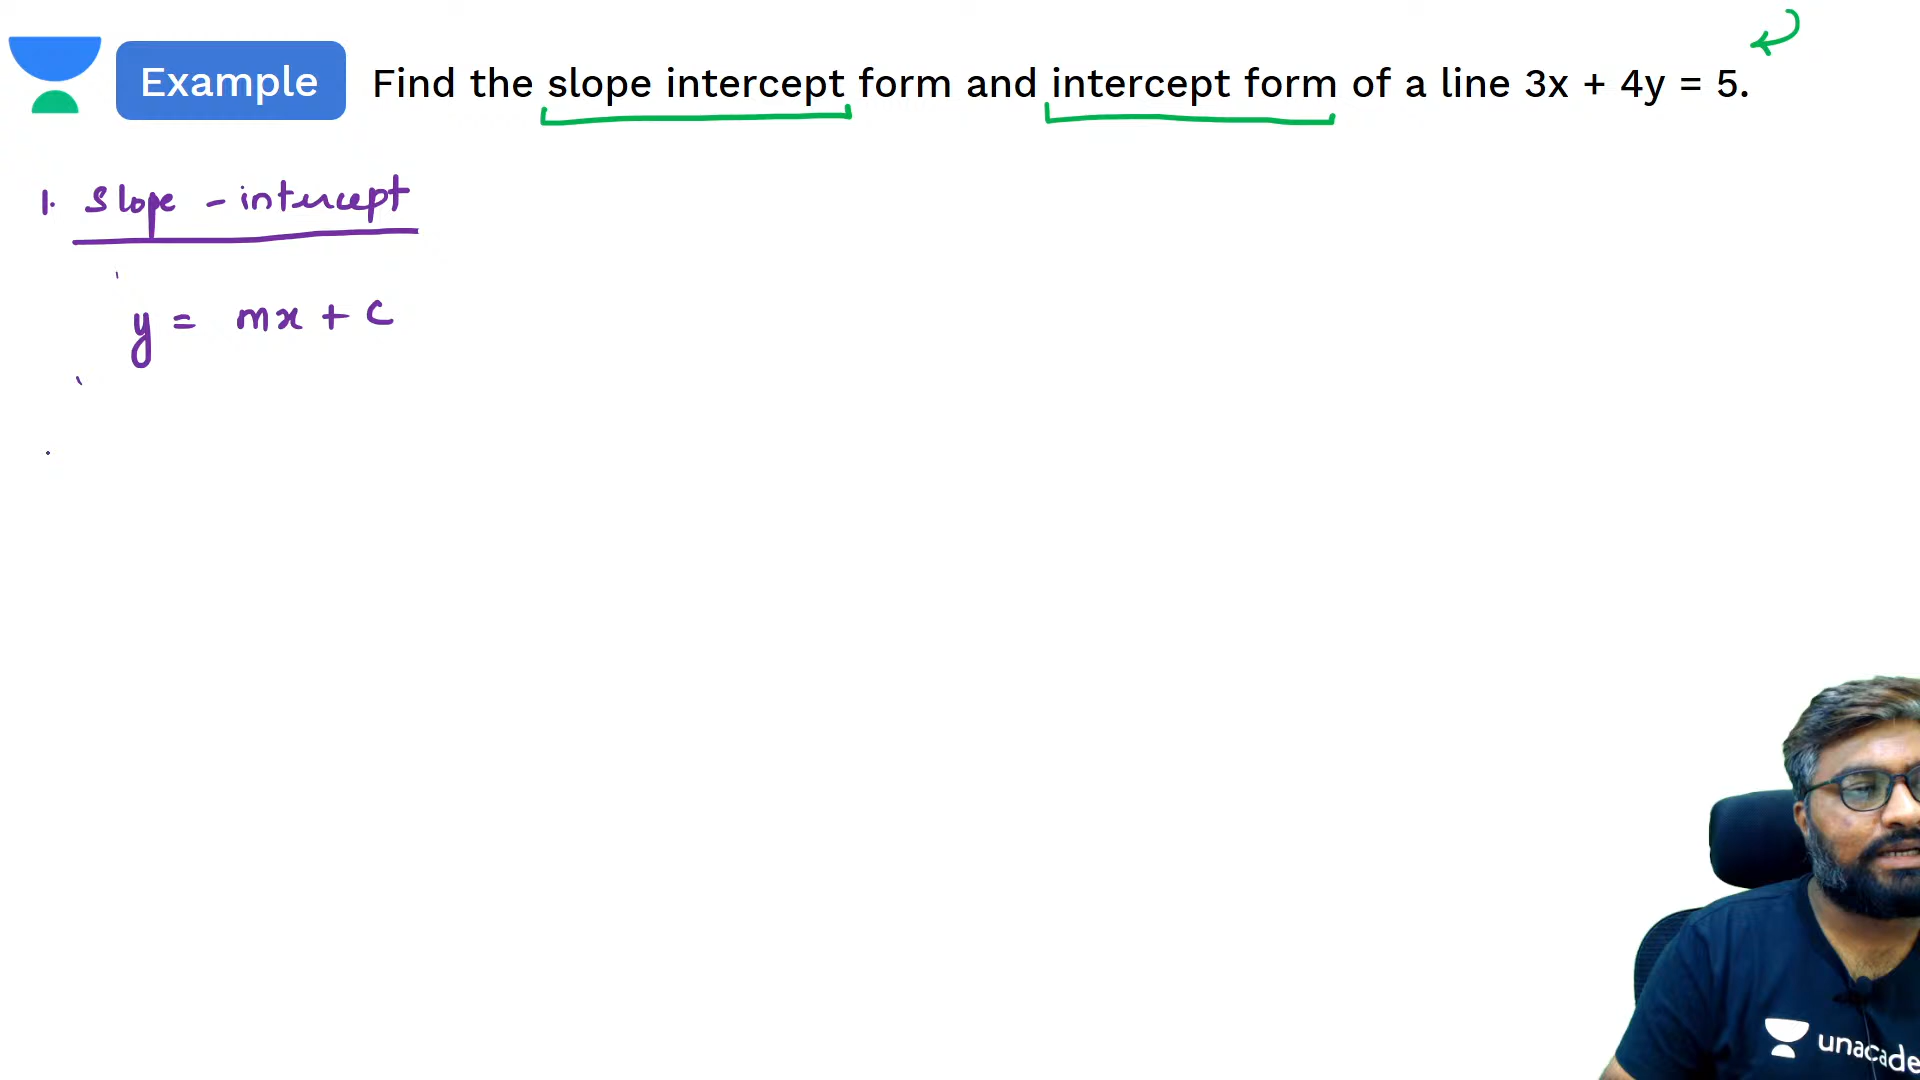 Example Find the slope intercept form and intercept form of a line 3x + 4y = 5.
1. Slope - intercept
y = mx + c
unacade